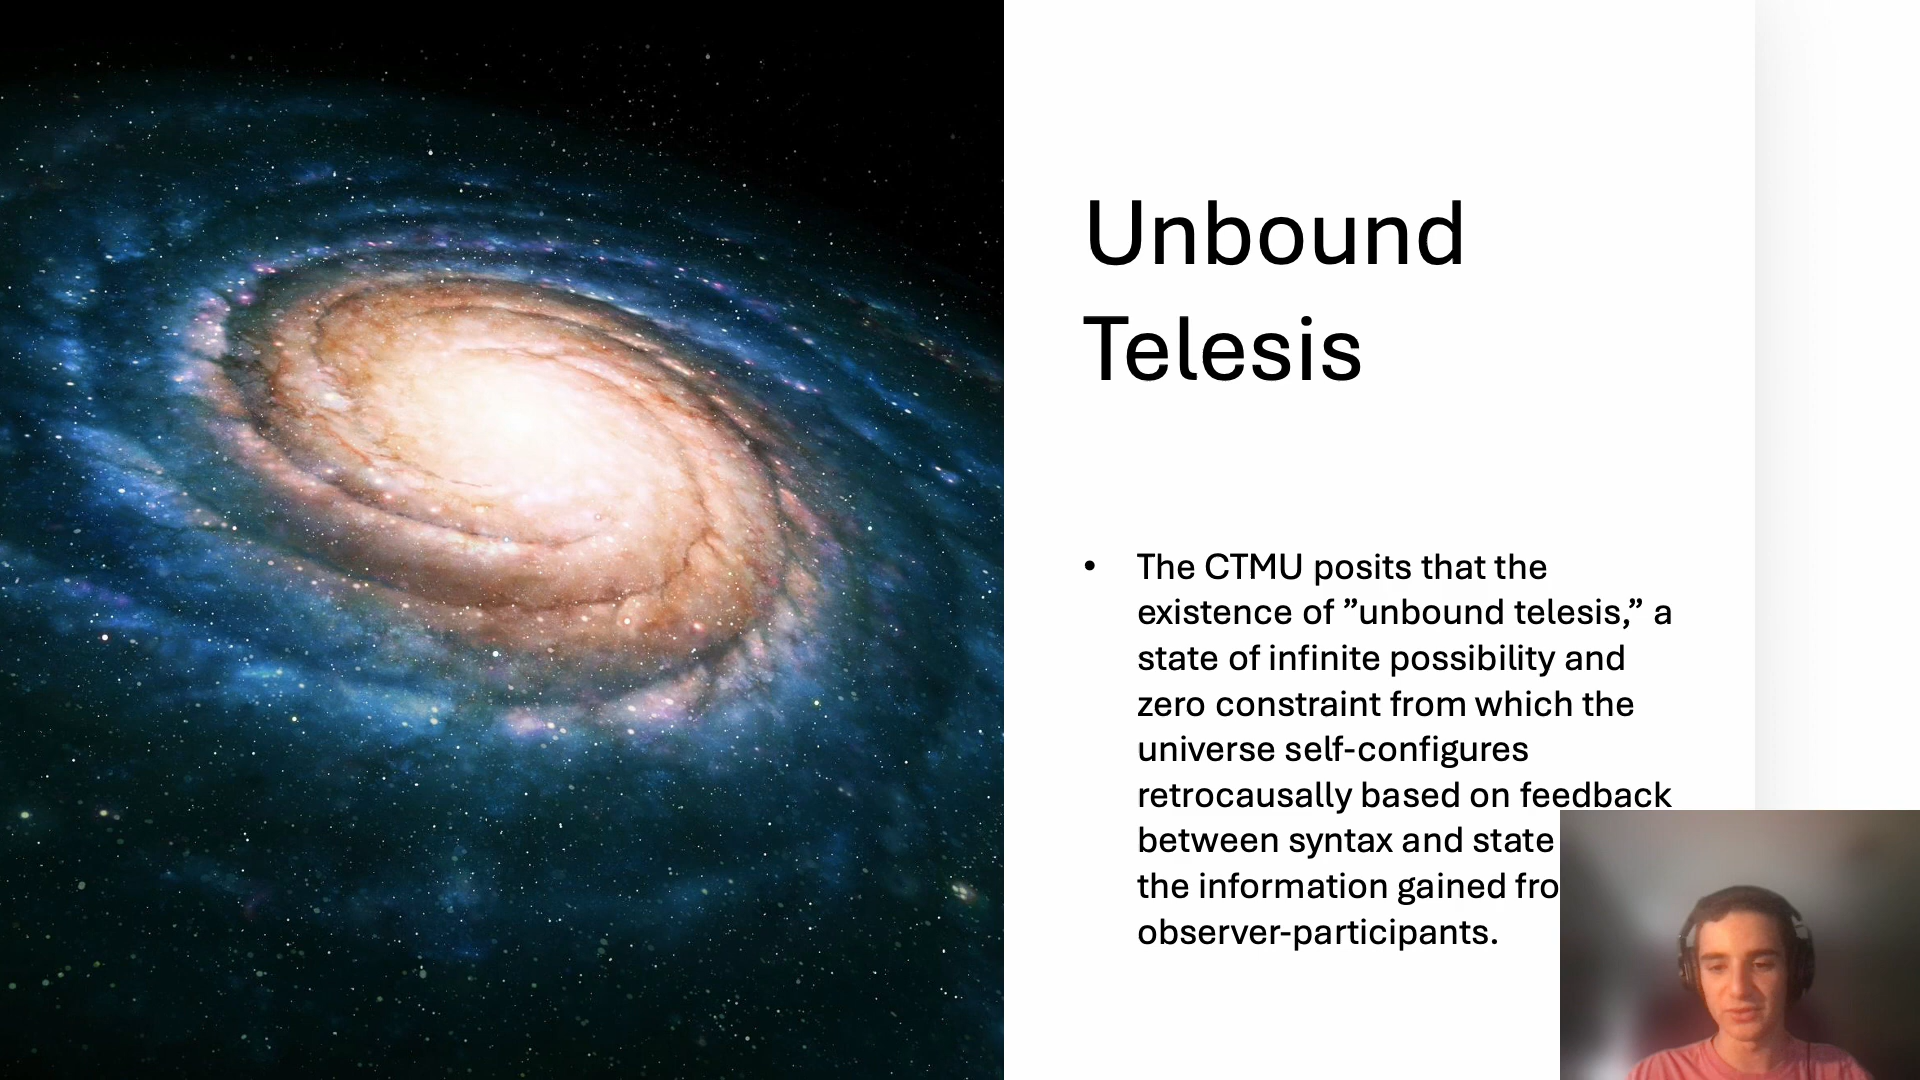 Unbound
Telesis
• The CTMU posits that the
existence of ”unbound telesis,” a
state of infinite possibility and
zero constraint from which the
universe self-configures
retrocausally based on feedback
between syntax and state
the information gained fro
observer-participants.